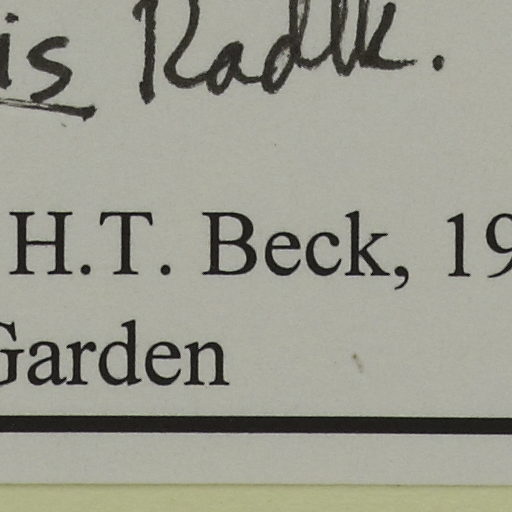 is Radlk.
H.T. Beck, 19
Garden